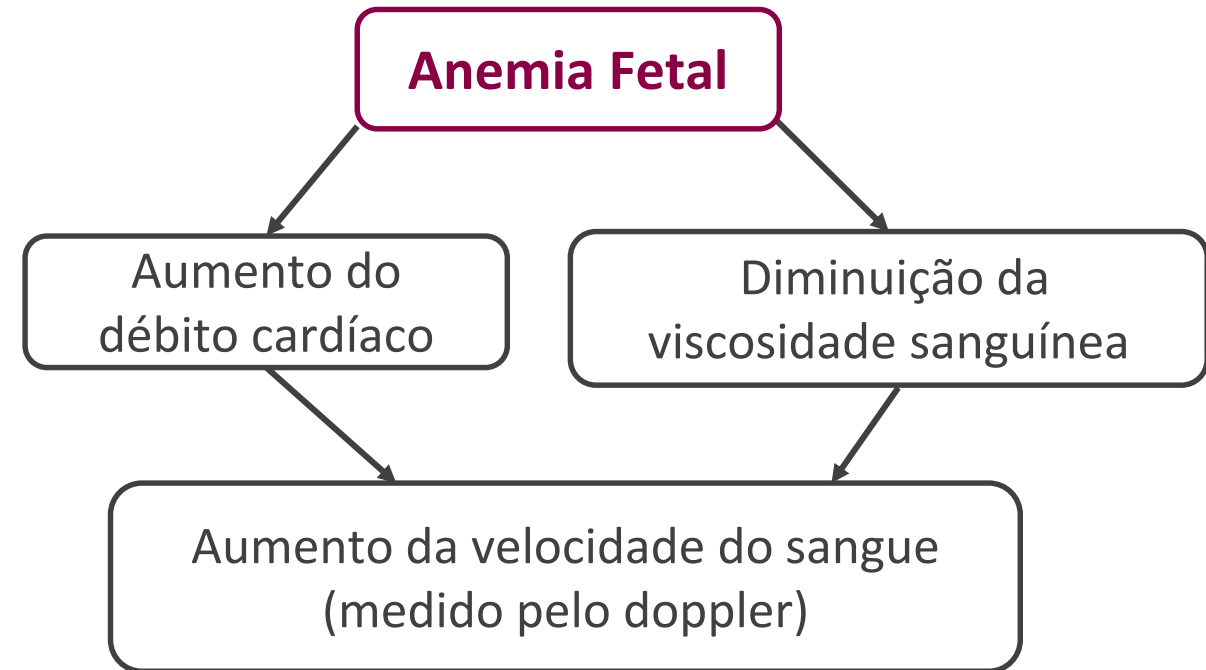 Anemia Fetal
Aumento do
débito cardíaco
Diminuição da
viscosidade sanguínea
Aumento da velocidade do sangue
(medido pelo doppler)